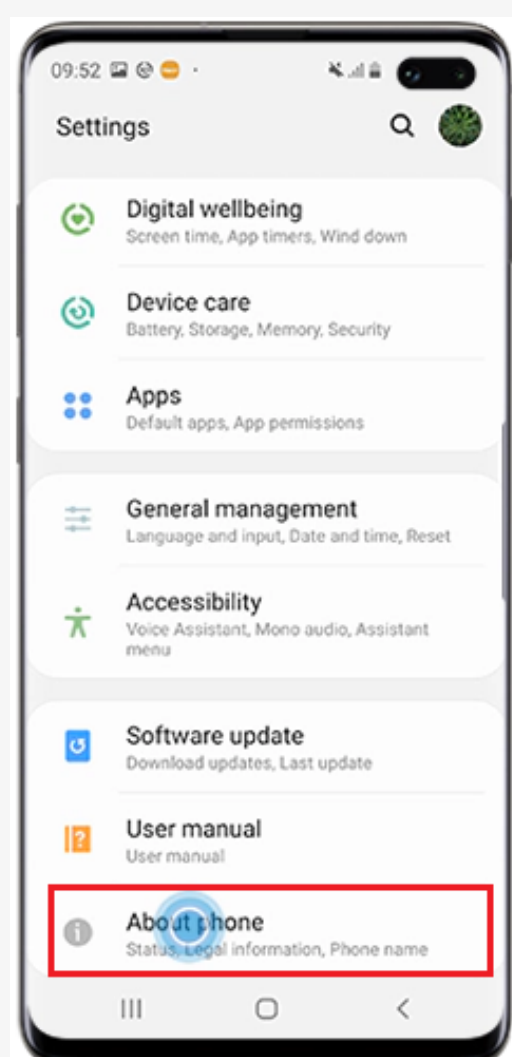 09:52
Settings
Digital wellbeing
Screen time, App timers, Wind down
Device care
Battery, Storage, Memory, Security
Apps
Default apps, App permissions
General management
Language and input, Date and time, Reset
Accessibility
Voice Assistant, Mono audio, Assistant
menu
Software update
Download updates, Last update
User manual
User manual
About phone
Status, Legal information, Phone name